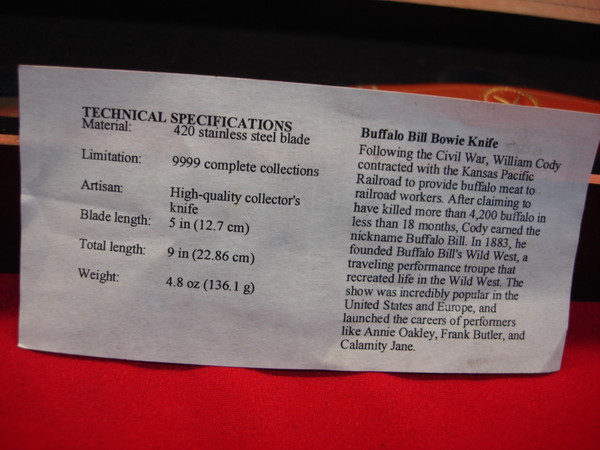 TECHNICAL SPECIFICATIONS
Material: 420 stainless steel blade
Limitation: 9999 complete collections
Artisan: High-quality collector's
knife
Blade length: 5 in (12.7 cm)
Total length: 9 in (22.86 cm)
Weight: 4.8 oz (136.1 g)
Buffalo Bill Bowie Knife
Following the Civil War, William Cody
contracted with the Kansas Pacific
Railroad to provide buffalo meat to
railroad workers. After claiming to
have killed more than 4,200 buffalo in
less than 18 months, Cody earned the
nickname Buffalo Bill. In 1883, he
founded Buffalo Bill's Wild West, a
traveling performance troupe that
recreated life in the Wild West. The
show was incredibly popular in the
United States and Europe, and
launched the careers of performers
like Annie Oakley, Frank Butler, and
Calamity Jane.